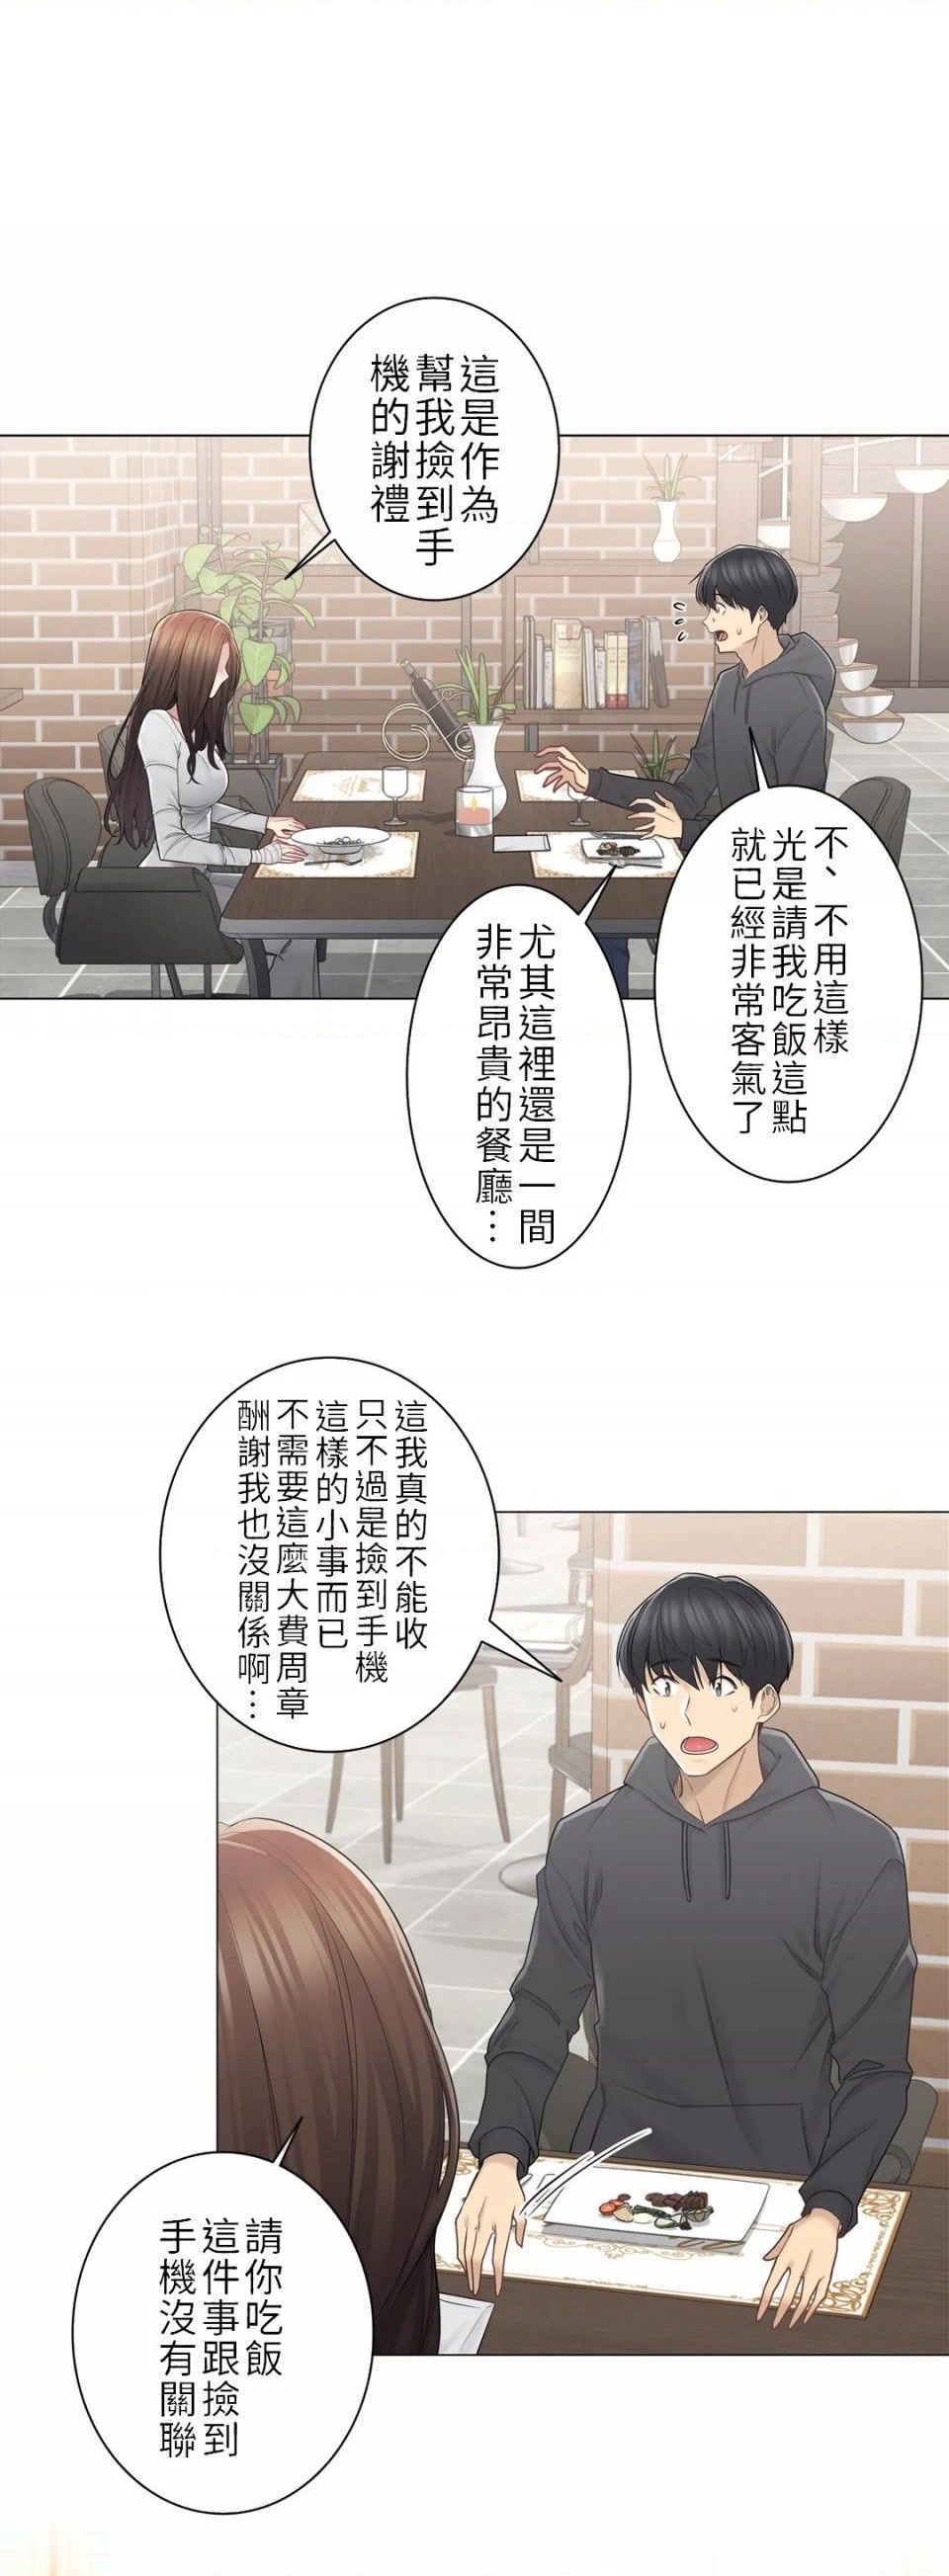 這是作為
幫我撿到手
機的謝禮
不、不用這樣
光是請我吃飯這點
就已經非常客氣了
尤其這裡還是一間
非常昂貴的餐廳…
這我真的不能收
只不過是撿到手機
這樣的小事而已
不需要這麼大費周章
酬謝我也沒關係啊…
請你吃飯
這件事跟撿到
手機沒有關聯